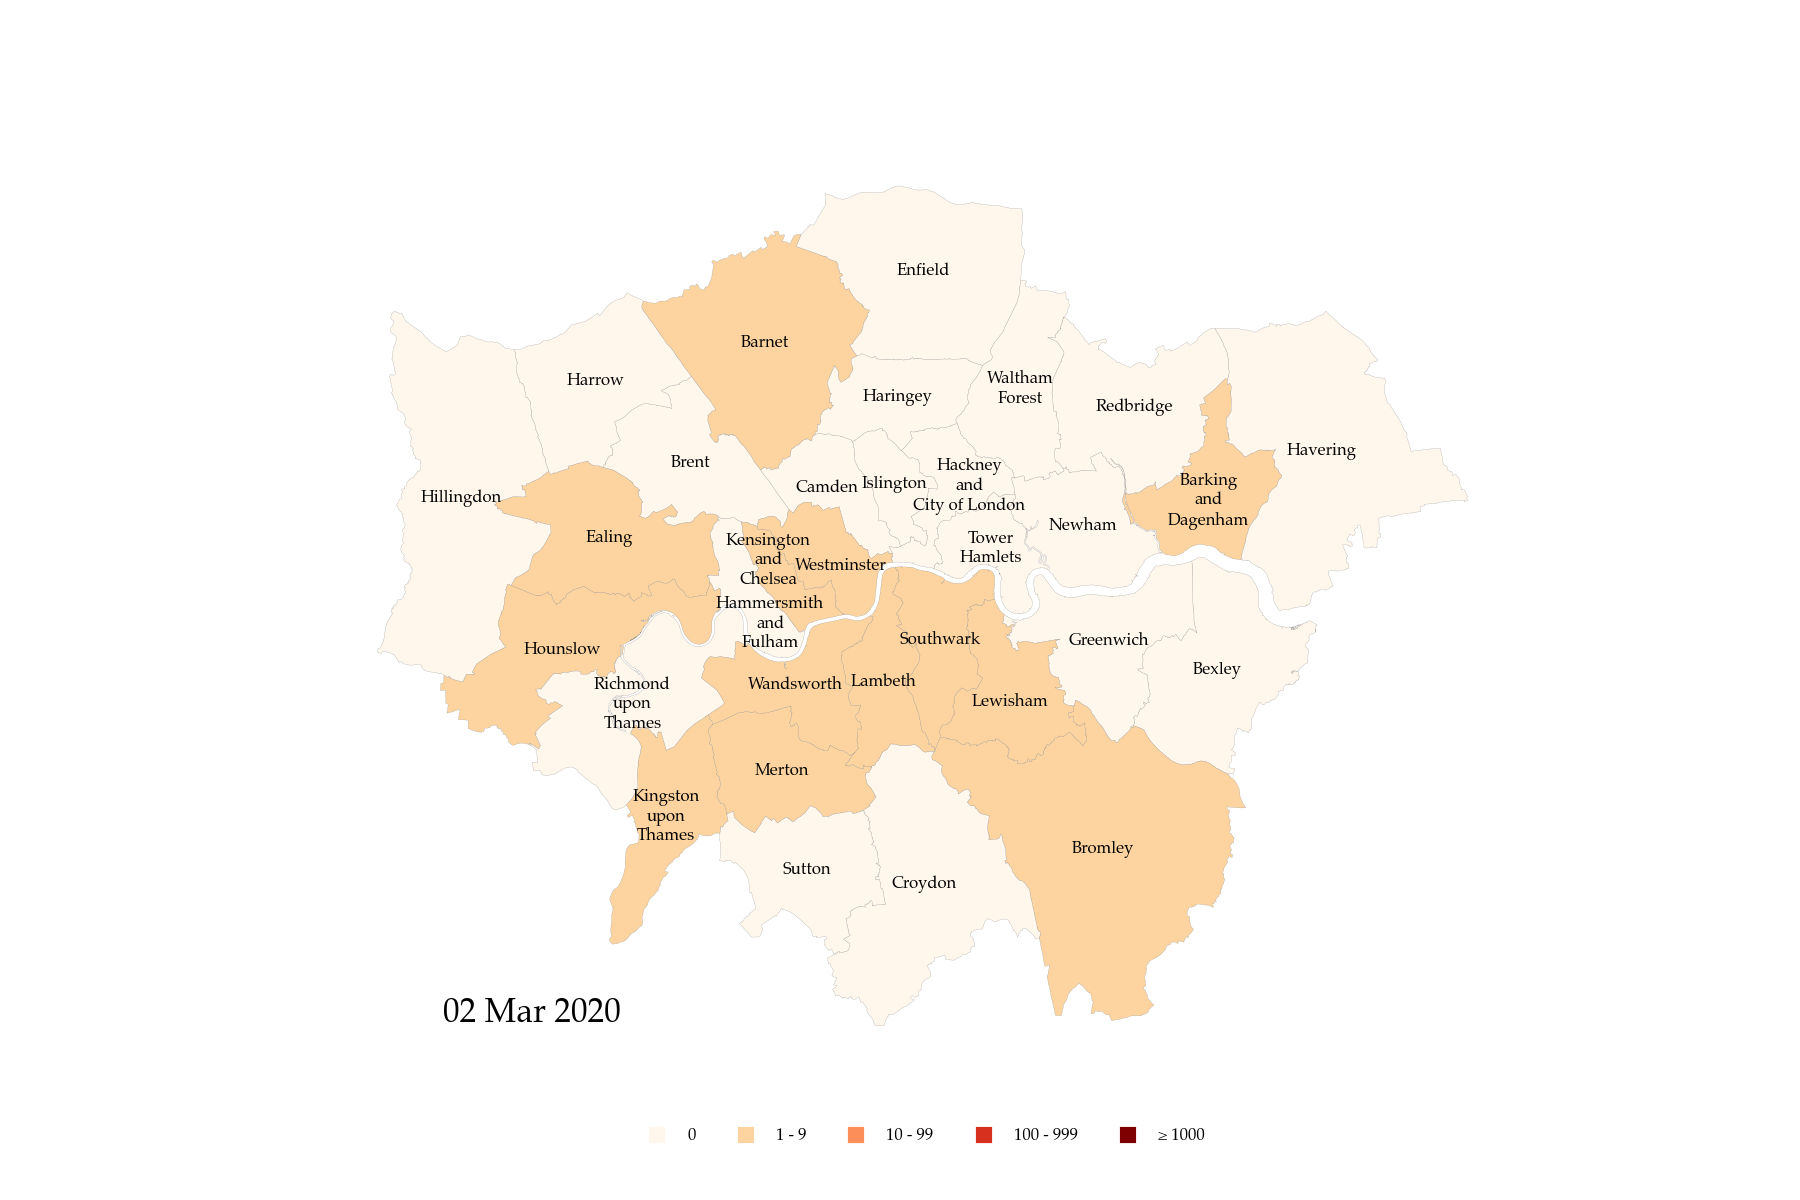 Enfield
Barnet
Harrow
Waltham
Forest
Haringey
Redbridge
Havering
Brent
Hackney
and
City of London
Camden
Islington
Hillingdon
Barking
and
Dagenham
Newham
Ealing
Kensington
and
Chelsea
Westminster
Tower
Hamlets
Hammersmith
and
Fulham
Hounslow
Southwark
Greenwich
Bexley
Richmond
upon
Thames
Wandsworth
Lambeth
Lewisham
Merton
Kingston
upon
Thames
Bromley
Sutton
Croydon
02 Mar 2020
0 1 - 9 10 - 99 100 - 999 ≥ 1000